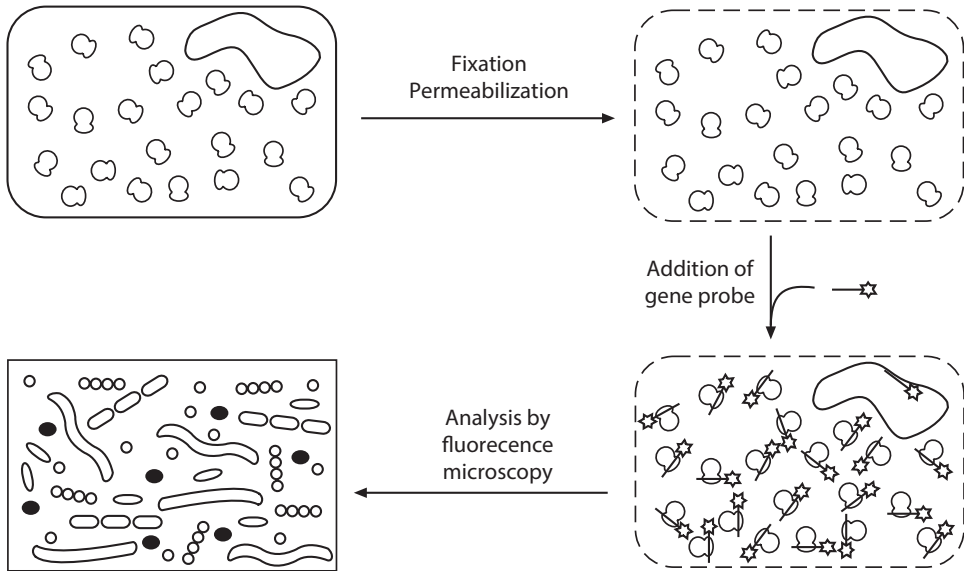 Fixation
Permeabilization
Addition of
gene probe
Analysis by
fluorecence
microscopy